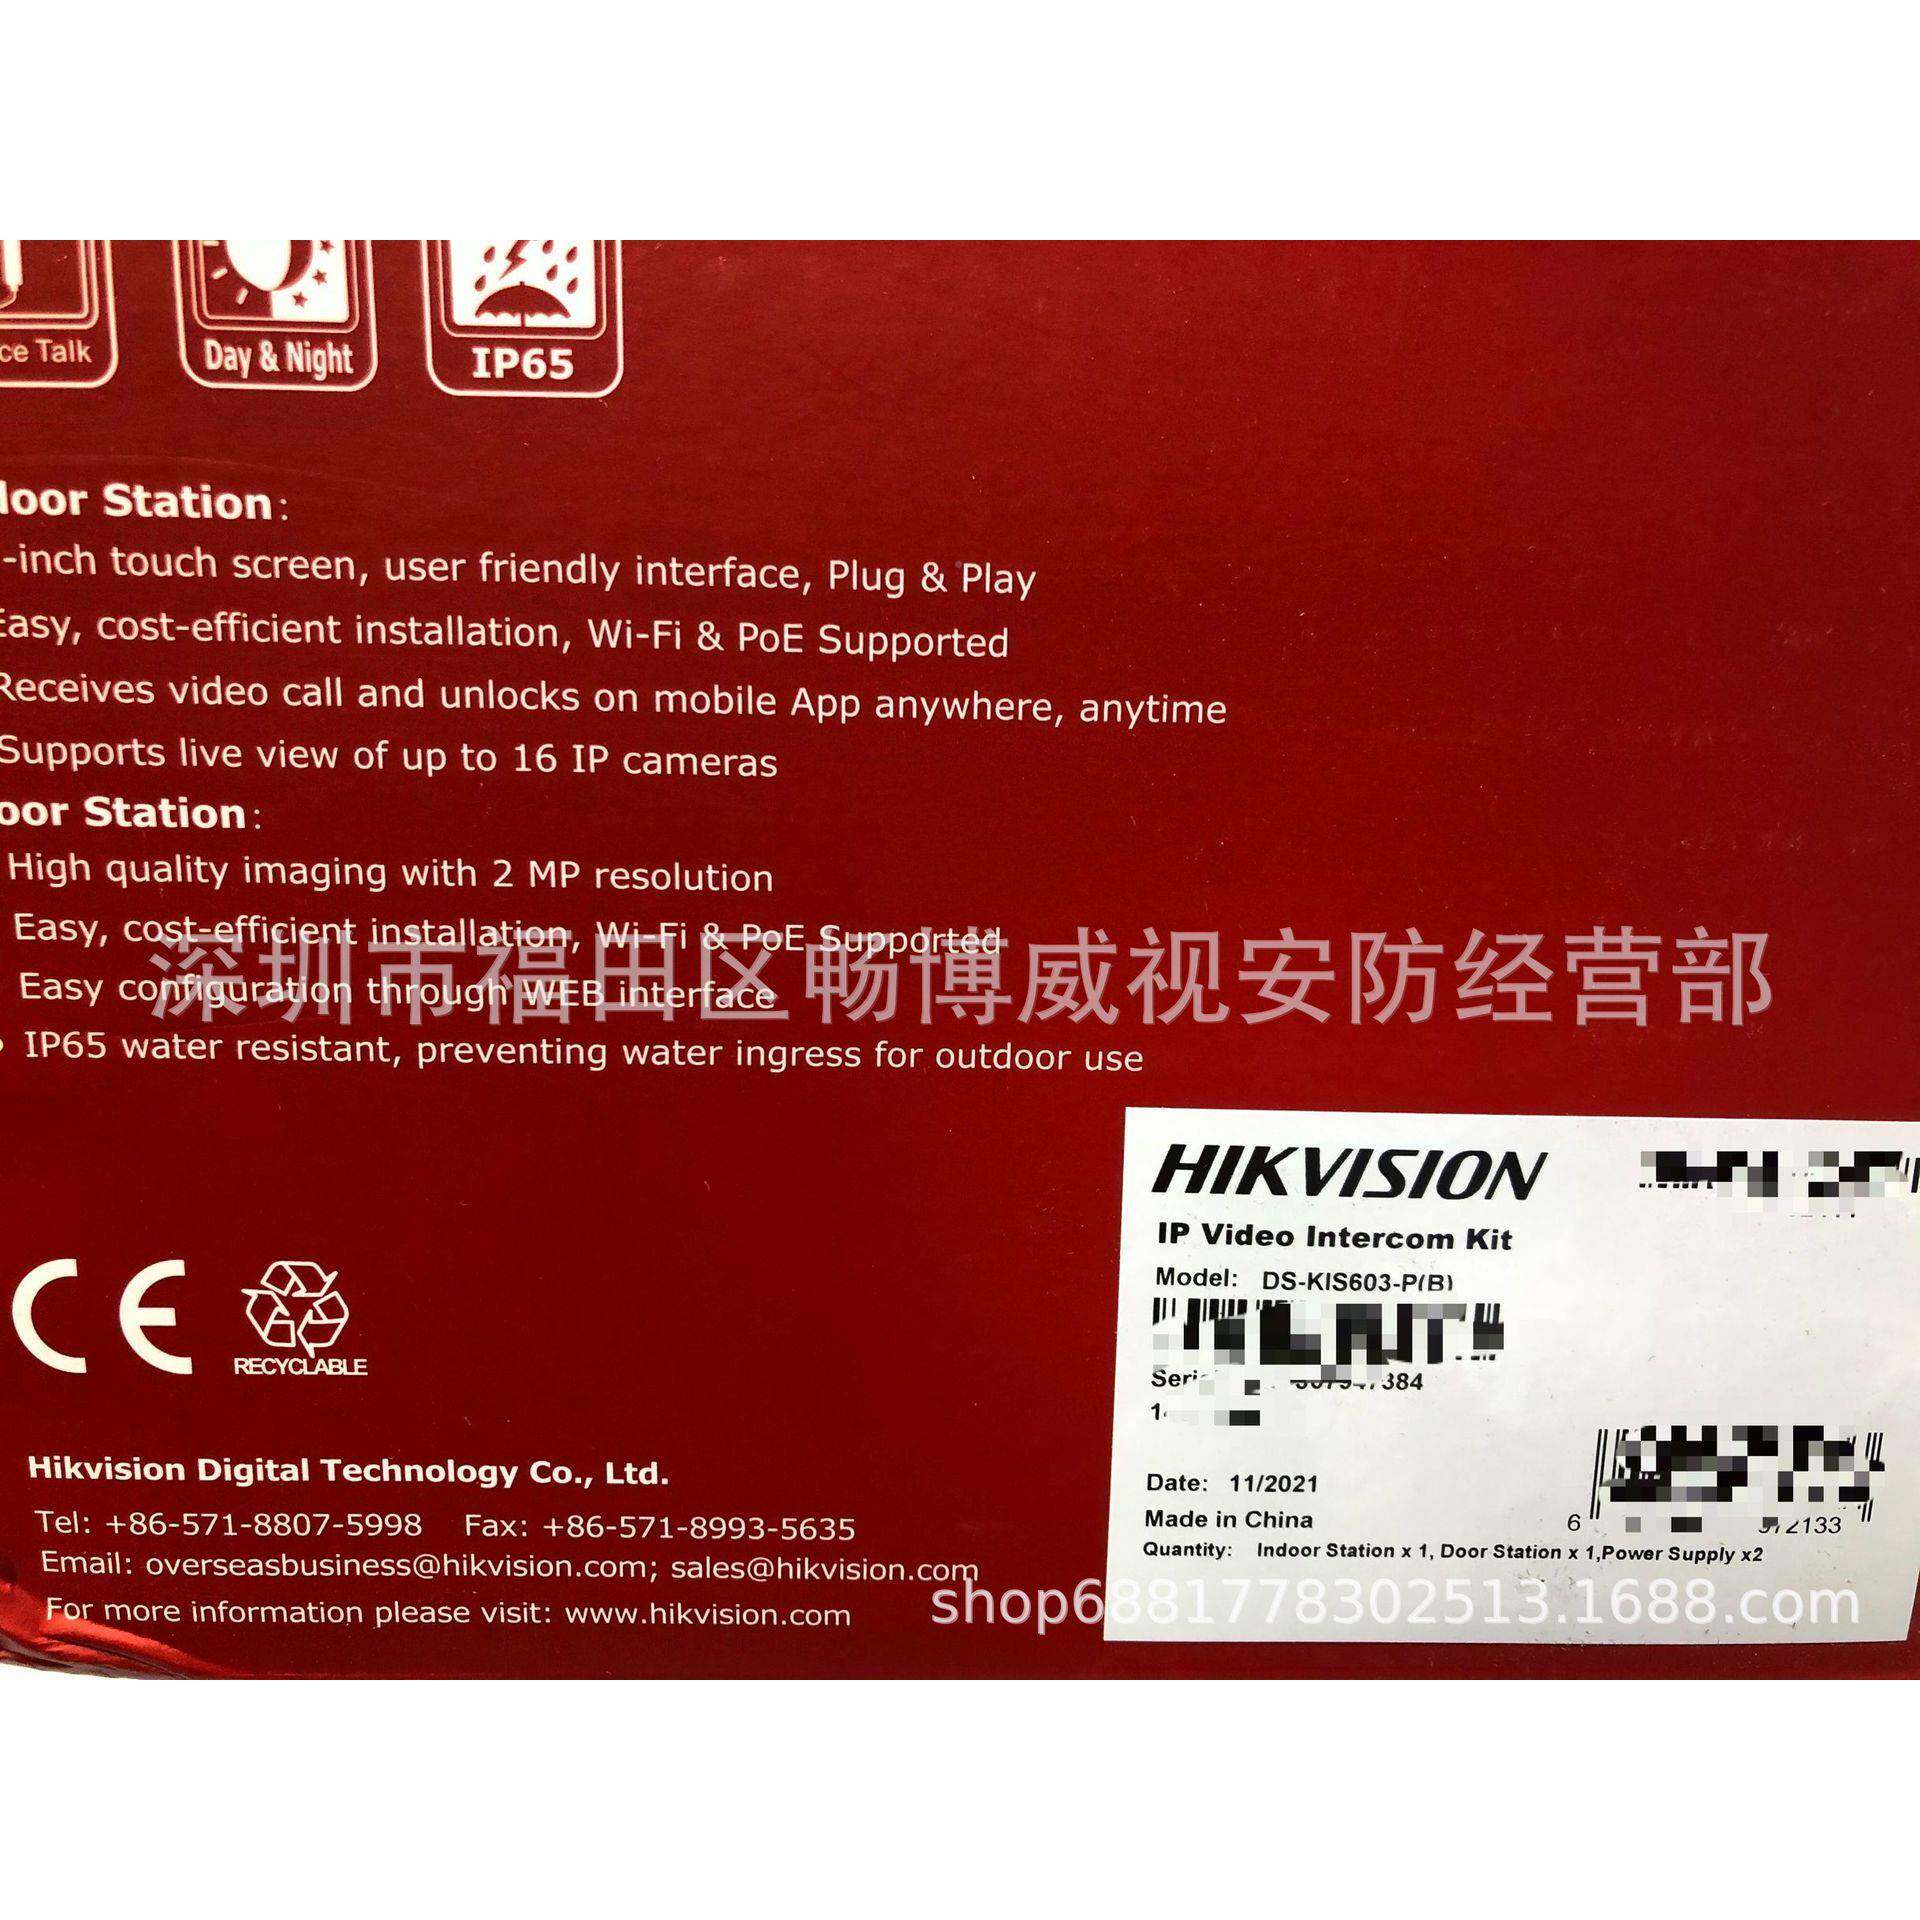 ce Talk
Day & Night
IP65
door Station:
-inch touch screen, user friendly interface, Plug & Play
Easy, cost-efficient installation, Wi-Fi & PoE Supported
Receives video call and unlocks on mobile App anywhere, anytime
Supports live view of up to 16 IP cameras
oor Station:
High quality imaging with 2 MP resolution
Easy, cost-efficient installation, Wi-Fi & PoE Supported
深圳市福田区畅博威视安防经营部
Easy configuration through WEB interface
• IP65 water resistant, preventing water ingress for outdoor use
HIKVISION
IP Video Intercom Kit
Model: DS-KIS603-P(B)
384
CE
RECYCLABLE
Date: 11/2021
Made in China
6 2133
Quantity: Indoor Station x 1, Door Station x 1,Power Supply x2
Hikvision Digital Technology Co., Ltd.
Tel: +86-571-8807-5998 Fax: +86-571-8993-5635
Email: overseasbusiness@hikvision.com; sales@hikvision.com
For more information please visit: www.hikvision.com
shop6881778302513.1688.com